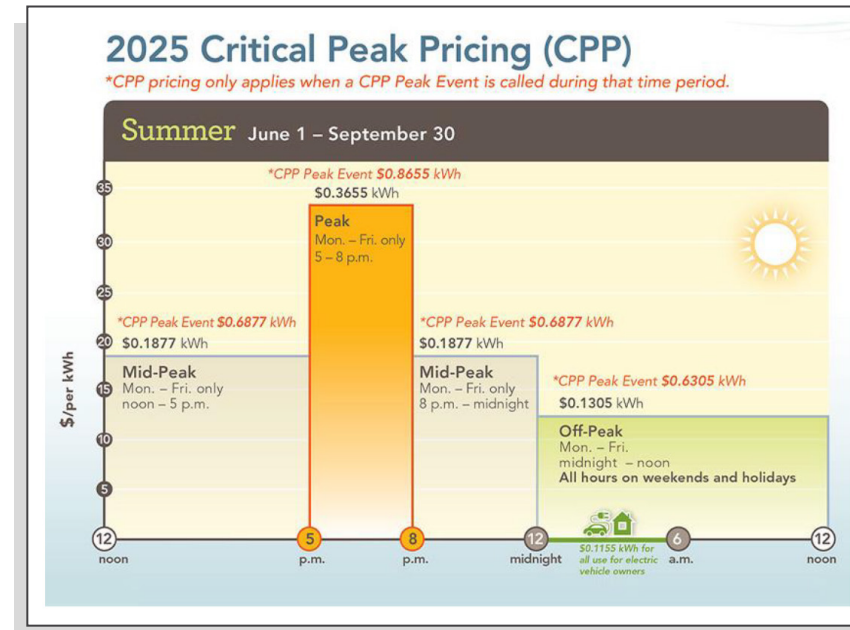 2025 Critical Peak Pricing (CPP)
*CPP pricing only applies when a CPP Peak Event is called during that time period.
Summer June 1 – September 30
*CPP Peak Event $0.8655 kWh
$0.3655 kWh
Peak
Mon. – Fri. only
5 – 8 p.m.
*CPP Peak Event $0.6877 kWh
$0.1877 kWh
Mid-Peak
Mon. – Fri. only
noon – 5 p.m.
*CPP Peak Event $0.6877 kWh
$0.1877 kWh
Mid-Peak
Mon. – Fri. only
8 p.m. – midnight
*CPP Peak Event $0.6305 kWh
$0.1305 kWh
Off-Peak
Mon. – Fri.
midnight – noon
All hours on weekends and holidays
$/per kWh
35
30
25
20
15
10
5
12
noon
5
p.m.
8
p.m.
12
midnight
$0.1155 kWh for
all use for electric
vehicle owners
6
a.m.
12
noon